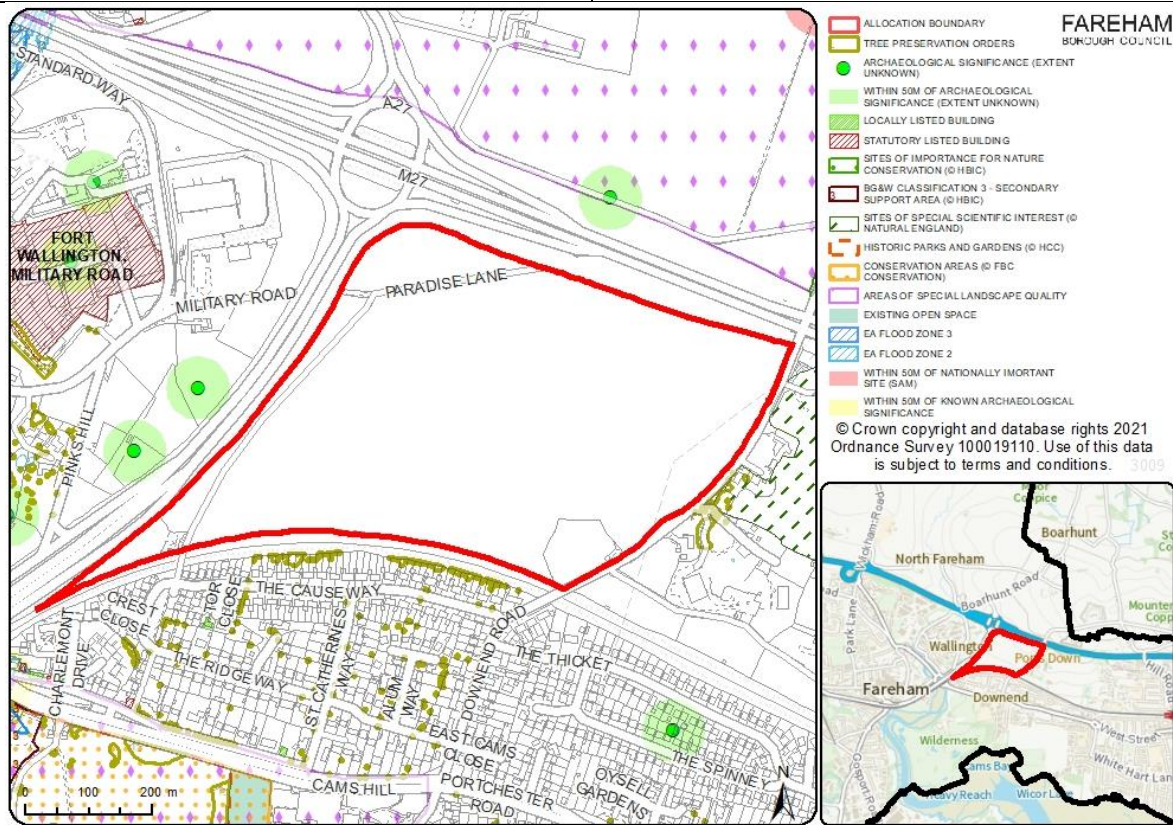 STANDARD WAY
A27
M27
FORT
WALLINGTON,
MILITARY ROAD
MILITARY ROAD
PARADISE LANE
PINKS HILL
CHARLEMONT
DRIVE
CREST
CLOSE
TOR
CLOSE
THE CAUSEWAY
THE RIDGEWAY
ST. CATHERINES
WAY
ALUM
WAY
DOWNEND ROAD
THE THICKET
EAST CAMS
CLOSE
THE SPINNEY
OYSELL
GARDENS
CAMS HILL
PORTCHESTER
ROAD
0 100 200 m
N
FAREHAM
BOROUGH COUNCIL
ALLOCATION BOUNDARY
TREE PRESERVATION ORDERS
ARCHAEOLOGICAL SIGNIFICANCE (EXTENT
UNKNOWN)
WITHIN 50M OF ARCHAEOLOGICAL
SIGNIFICANCE (EXTENT UNKNOWN)
LOCALLY LISTED BUILDING
STATUTORY LISTED BUILDING
SITES OF IMPORTANCE FOR NATURE
CONSERVATION (© HBIC)
3
BG&W CLASSIFICATION 3 - SECONDARY
SUPPORT AREA (© HBIC)
SITES OF SPECIAL SCIENTIFIC INTEREST (©
NATURAL ENGLAND)
HISTORIC PARKS AND GARDENS (© HCC)
CONSERVATION AREAS (© FBC
CONSERVATION)
AREAS OF SPECIAL LANDSCAPE QUALITY
EXISTING OPEN SPACE
EA FLOOD ZONE 3
EA FLOOD ZONE 2
WITHIN 50M OF NATIONALLY IMORTANT
SITE (SAM)
WITHIN 50M OF KNOWN ARCHAEOLOGICAL
SIGNIFICANCE
© Crown copyright and database rights 2021
Ordnance Survey 100019110. Use of this data
is subject to terms and conditions.
3009
Coppice
Boarhunt
Wickham Road
North Fareham
Boarhunt Road
Park Lane
Wallington
Fareham
Downend
West Street
White Hart Lane
Wilderness
Gosport Road
Wicor